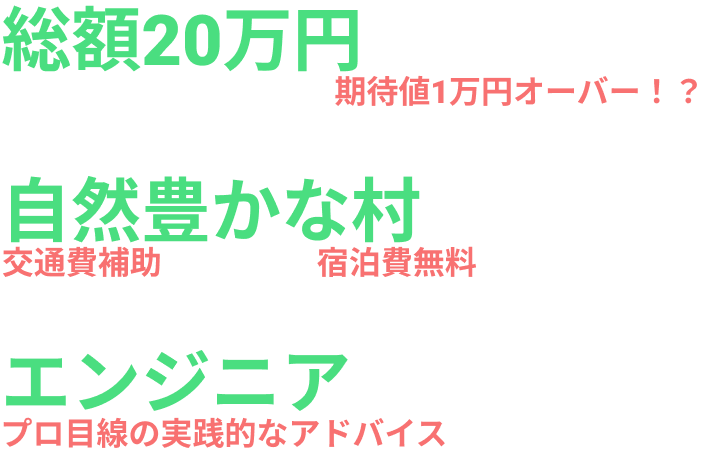 総額20万円
期待値1万円オーバー！？
自然豊かな村
交通費補助 宿泊費無料
エンジニア
プロ目線の実践的なアドバイス